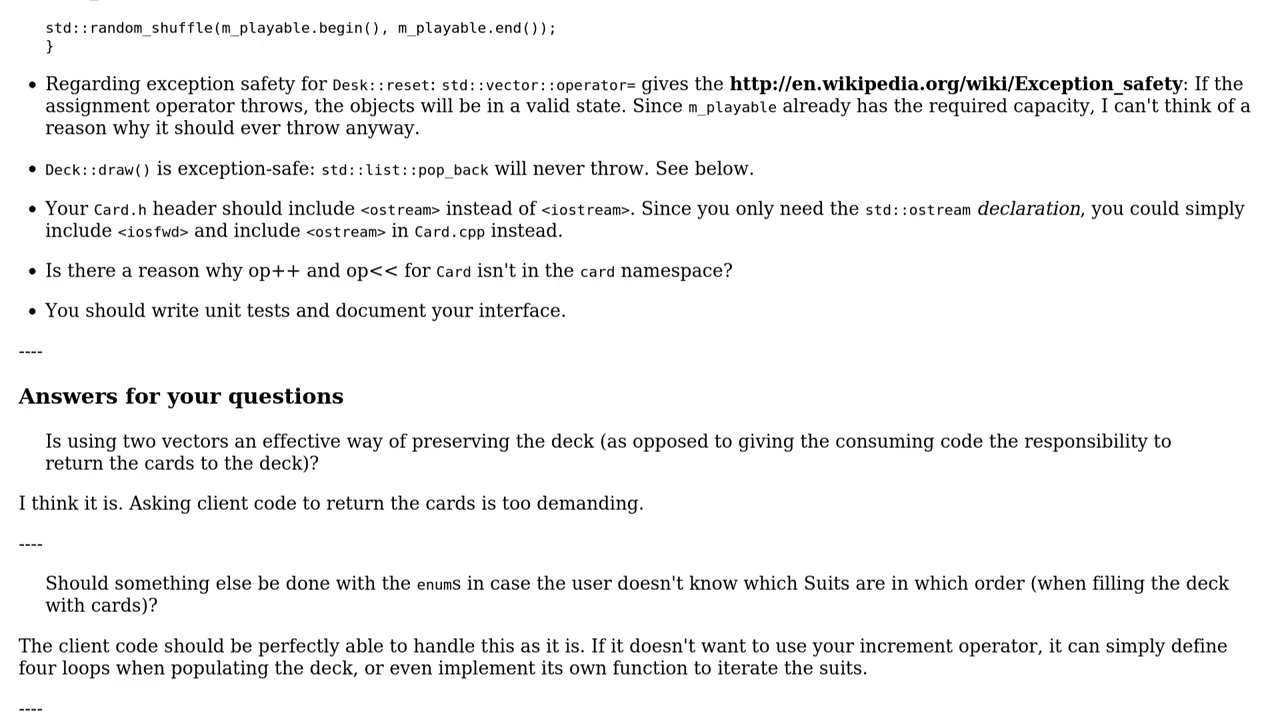 std::random_shuffle(m_playable.begin(), m_playable.end());
}
• Regarding exception safety for Desk::reset: std::vector::operator= gives the http://en.wikipedia.org/wiki/Exception_safety: If the
assignment operator throws, the objects will be in a valid state. Since m_playable already has the required capacity, I can't think of a
reason why it should ever throw anyway.
• Deck::draw() is exception-safe: std::list::pop_back will never throw. See below.
• Your Card.h header should include <ostream> instead of <iostream>. Since you only need the std::ostream declaration, you could simply
include <iosfwd> and include <ostream> in Card.cpp instead.
• Is there a reason why op++ and op<< for Card isn't in the card namespace?
• You should write unit tests and document your interface.
----
Answers for your questions
Is using two vectors an effective way of preserving the deck (as opposed to giving the consuming code the responsibility to
return the cards to the deck)?
I think it is. Asking client code to return the cards is too demanding.
----
Should something else be done with the enums in case the user doesn't know which Suits are in which order (when filling the deck
with cards)?
The client code should be perfectly able to handle this as it is. If it doesn't want to use your increment operator, it can simply define
four loops when populating the deck, or even implement its own function to iterate the suits.
----